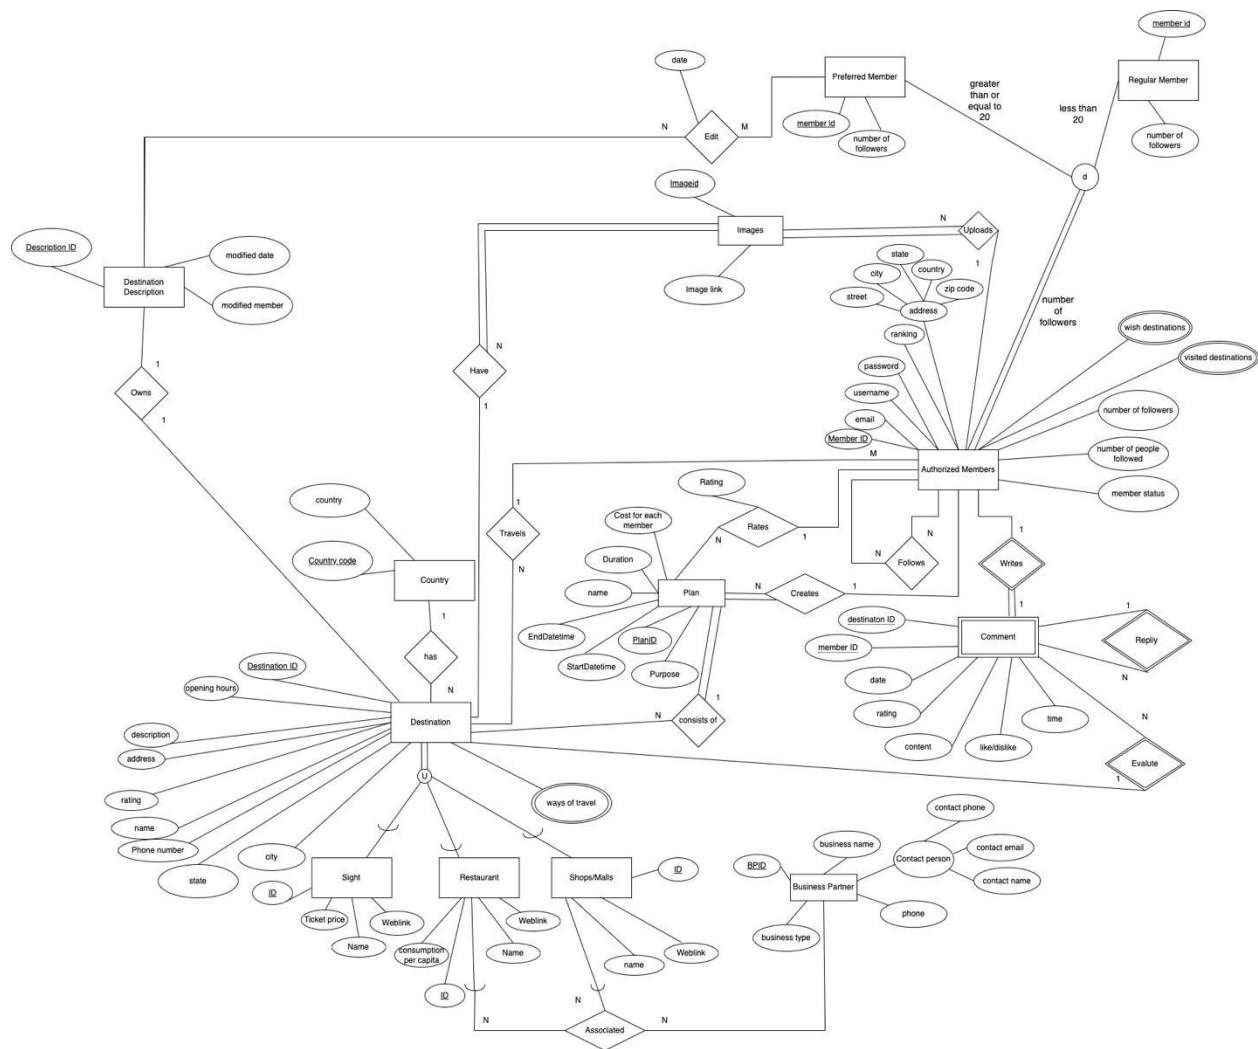 member id
date
Preferred Member
greater
than or
equal to
20
less than
20
Regular Member
N
M
Edit
member id
number of
followers
number of
followers
d
Imageid
N
Images
Uploads
1
Description ID
modified date
Destination
Description
modified member
Image link
state
city
country
zip code
street
address
number
of
followers
ranking
wish destinations
visited destinations
1
Owns
1
N
Have
1
password
username
email
Member ID
number of followers
number of people
followed
M
Authorized Members
member status
Rating
country
1
Cost for each
member
Travels
Rates
1
N
N
N
Follows
1
Writes
Country code
Country
Duration
N
name
Plan
N
Creates
1
1
destinaton ID
Comment
1
Repliy
EndDatetime
PlanID
member ID
1
has
StartDatetime
Purpose
date
N
Destination ID
opening hours
N
Destination
N
consists of
1
rating
time
N
content
like/dislike
description
address
U
1
Evalute
rating
ways of travel
name
Phone number
contact phone
city
business name
state
Contact person
contact email
ID
Sight
Restaurant
Shops/Malls
ID
BPID
Business Partner
contact name
Ticket price
Weblink
Weblink
phone
Name
consumption
per capita
Name
name
Weblink
business type
ID
N
N
Associated
N